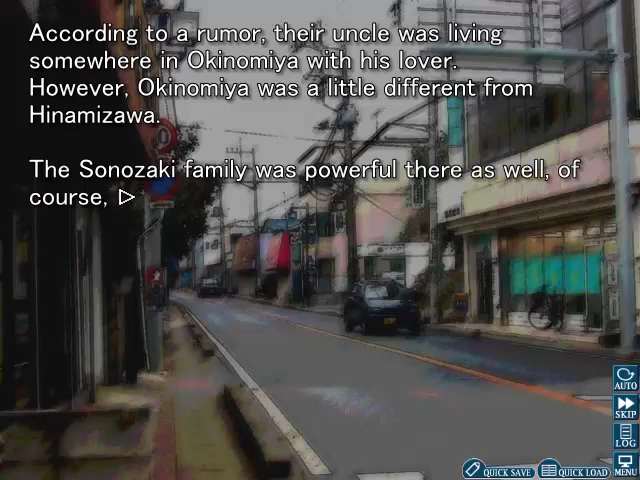 According to a rumor, their uncle was living
somewhere in Okinomiya with his lover.
However, Okinomiya was a little different from
Hinamizawa.
The Sonozaki family was powerful there as well, of
course,
AUTO
SKIP
LOG
MENU
QUICK SAVE
QUICK LOAD